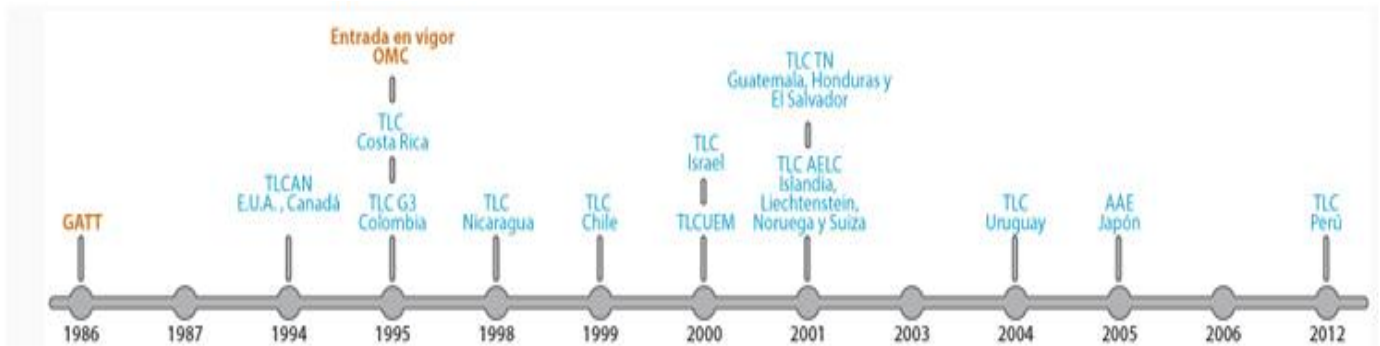 Entrada en vigor
OMC
TLC
Costa Rica
TLC TN
Guatemala, Honduras y
El Salvador
GATT
TLCAN
E.U.A. , Canadá
TLC G3
Colombia
TLC
Nicaragua
TLC
Chile
TLC
Israel
TLCUEM
TLC AELC
Islandia,
Liechtenstein,
Noruega y Suiza
TLC
Uruguay
AAE
Japón
TLC
Perú
1986 1987 1994 1995 1998 1999 2000 2001 2003 2004 2005 2006 2012